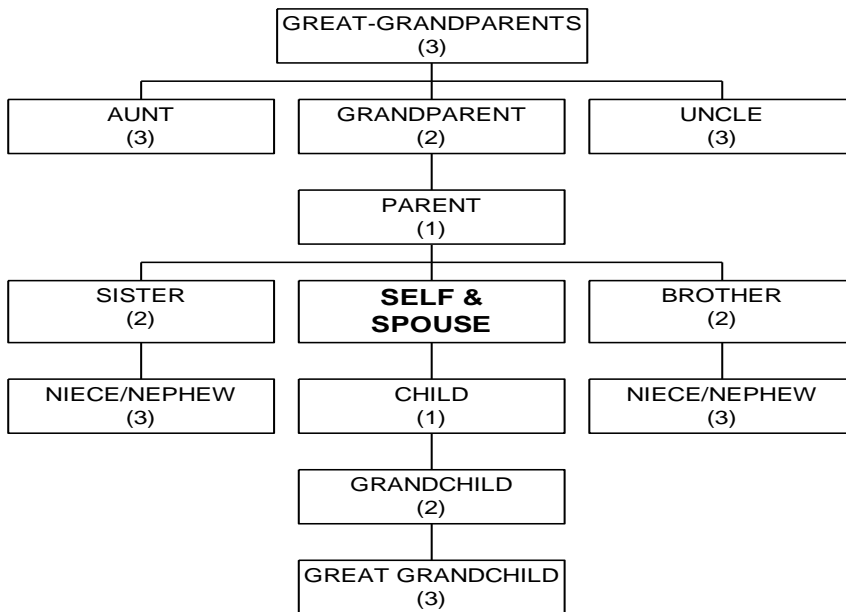 GREAT-GRANDPARENTS
(3)
AUNT
(3)
GRANDPARENT
(2)
UNCLE
(3)
PARENT
(1)
SISTER
(2)
SELF &
SPOUSE
BROTHER
(2)
NIECE/NEPHEW
(3)
CHILD
(1)
NIECE/NEPHEW
(3)
GRANDCHILD
(2)
GREAT GRANDCHILD
(3)